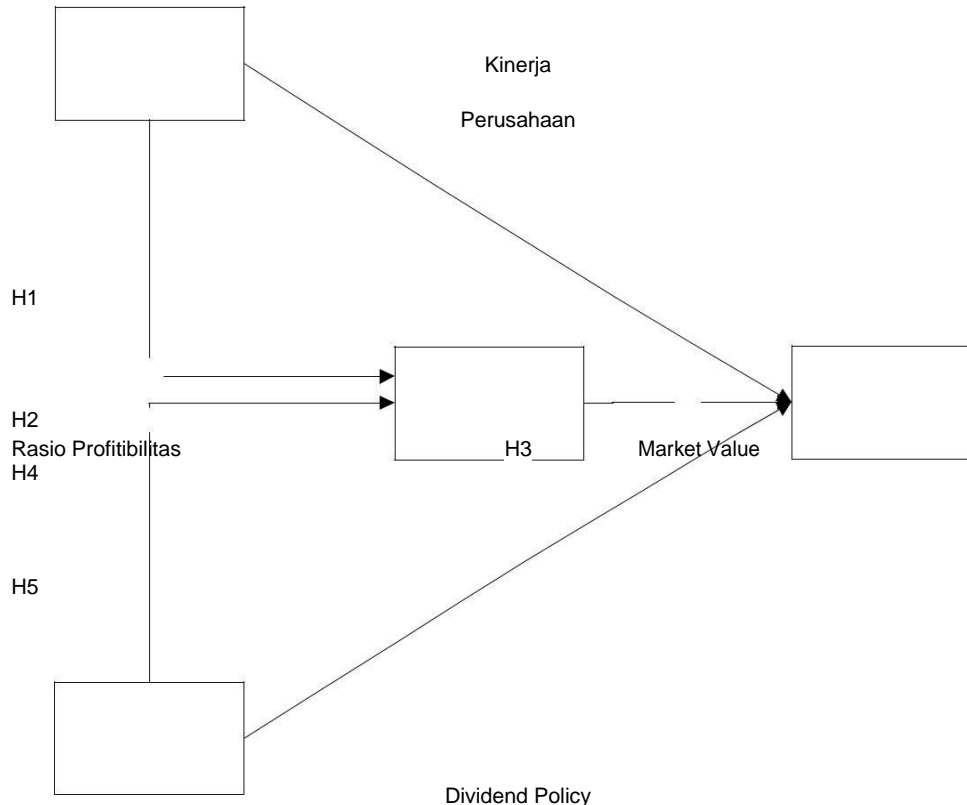 Kinerja
Perusahaan
H1
H2
Rasio Profitibilitas
H3
Market Value
H4
H5
Dividend Policy